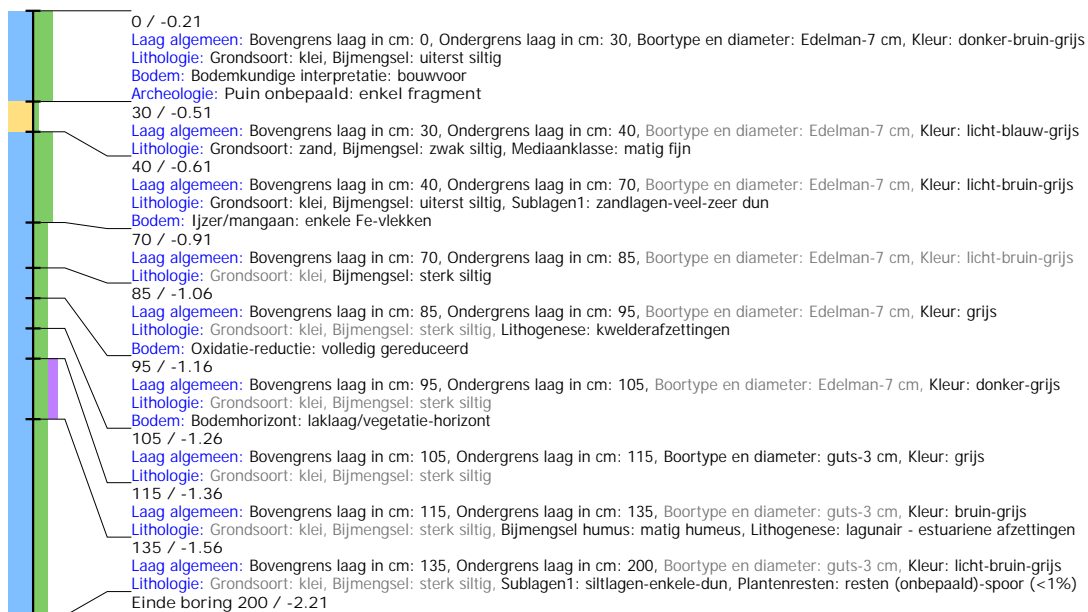 0 / -0.21
Laag algemeen: Bovengrens laag in cm: 0, Ondergrens laag in cm: 30, Boortype en diameter: Edelman-7 cm, Kleur: donker-bruin-grijs
Lithologie: Grondsoort: klei, Bijmengsel: uiterst siltig
Bodem: Bodemkundige interpretatie: bouwvoor
Archeologie: Puin onbepaald: enkel fragment
30 / -0.51
Laag algemeen: Bovengrens laag in cm: 30, Ondergrens laag in cm: 40, Boortype en diameter: Edelman-7 cm, Kleur: licht-blauw-grijs
Lithologie: Grondsoort: zand, Bijmengsel: zwak siltig, Mediaanklasse: matig fijn
40 / -0.61
Laag algemeen: Bovengrens laag in cm: 40, Ondergrens laag in cm: 70, Boortype en diameter: Edelman-7 cm, Kleur: licht-bruin-grijs
Lithologie: Grondsoort: klei, Bijmengsel: uiterst siltig, Sublagen1: zandlagen-veel-zeer dun
Bodem: Ijzer/mangaan: enkele Fe-vlekken
70 / -0.91
Laag algemeen: Bovengrens laag in cm: 70, Ondergrens laag in cm: 85, Boortype en diameter: Edelman-7 cm, Kleur: licht-bruin-grijs
Lithologie: Grondsoort: klei, Bijmengsel: sterk siltig
85 / -1.06
Laag algemeen: Bovengrens laag in cm: 85, Ondergrens laag in cm: 95, Boortype en diameter: Edelman-7 cm, Kleur: grijs
Lithologie: Grondsoort: klei, Bijmengsel: sterk siltig, Lithogenese: kwelderafzettingen
Bodem: Oxidatie-reductie: volledig gereduceerd
95 / -1.16
Laag algemeen: Bovengrens laag in cm: 95, Ondergrens laag in cm: 105, Boortype en diameter: Edelman-7 cm, Kleur: donker-grijs
Lithologie: Grondsoort: klei, Bijmengsel: sterk siltig
Bodem: Bodemhorizont: laklaag/vegetatie-horizont
105 / -1.26
Laag algemeen: Bovengrens laag in cm: 105, Ondergrens laag in cm: 115, Boortype en diameter: guts-3 cm, Kleur: grijs
Lithologie: Grondsoort: klei, Bijmengsel: sterk siltig
115 / -1.36
Laag algemeen: Bovengrens laag in cm: 115, Ondergrens laag in cm: 135, Boortype en diameter: guts-3 cm, Kleur: bruin-grijs
Lithologie: Grondsoort: klei, Bijmengsel: sterk siltig, Bijmengsel humus: matig humeus, Lithogenese: lagunair - estuariene afzettingen
135 / -1.56
Laag algemeen: Bovengrens laag in cm: 135, Ondergrens laag in cm: 200, Boortype en diameter: guts-3 cm, Kleur: licht-bruin-grijs
Lithologie: Grondsoort: klei, Bijmengsel: sterk siltig, Sublagen1: siltlagen-enkele-dun, Plantenresten: resten (onbepaald)-spoor (<1%)
Einde boring 200 / -2.21